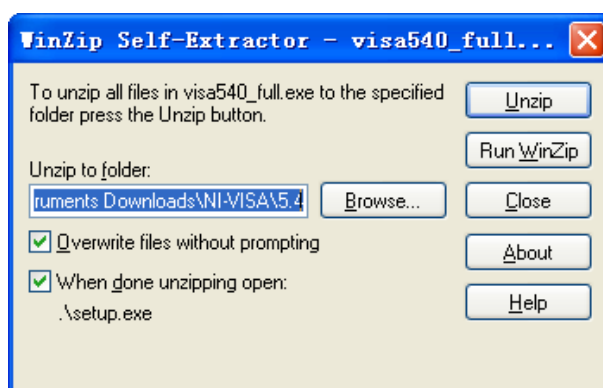 WinZip Self-Extractor - visa540_full...
To unzip all files in visa540_full.exe to the specified
folder press the Unzip button.
Unzip
Run WinZip
Unzip to folder:
ruments Downloads\NI-VISA\5.4
Browse...
Close
Overwrite files without prompting
About
When done unzipping open:
.\setup.exe
Help